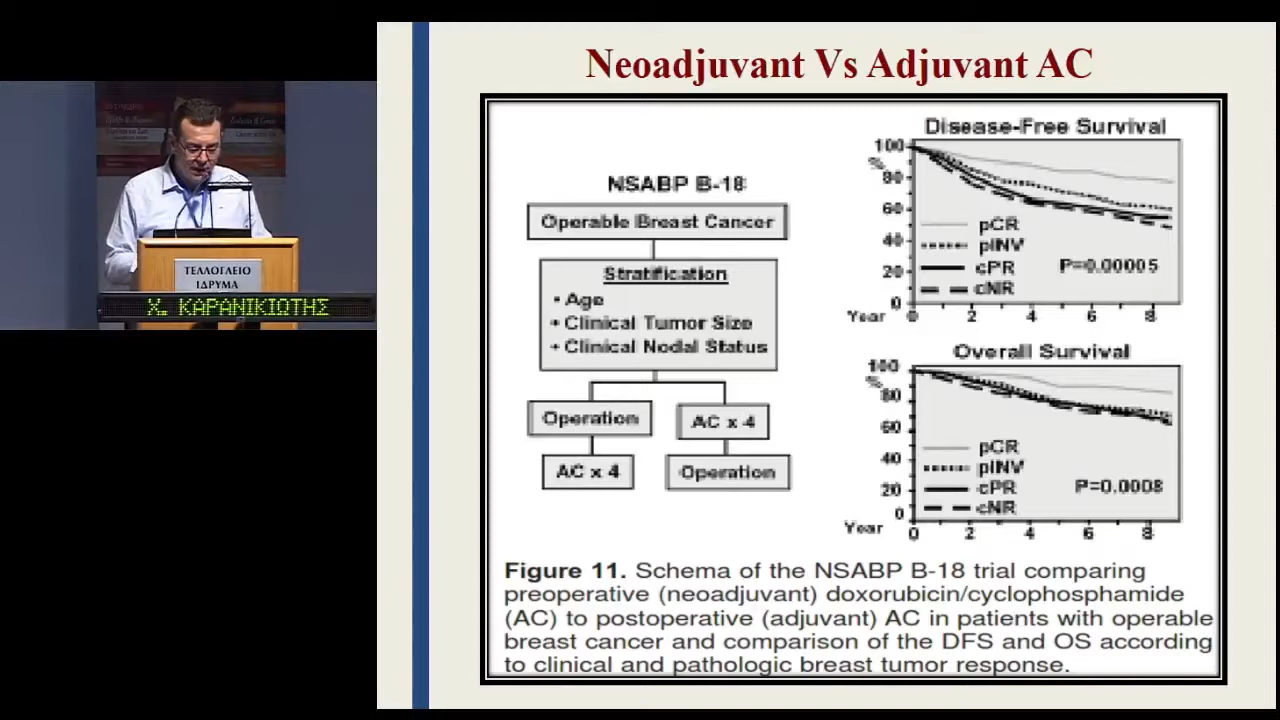 Neoadjuvant Vs Adjuvant AC
NSABP B-18
Operable Breast Cancer
Stratification
• Age
• Clinical Tumor Size
• Clinical Nodal Status
Operation
AC x 4
AC x 4
Operation
Disease-Free Survival
100
%
80
60
40
20
0
pCR
pINV
cPR
cNR
P=0.00005
Year
0
2
4
6
8
Overall Survival
100
%
80
60
40
20
0
pCR
pINV
cPR
cNR
P=0.0008
Year
0
2
4
6
8
Figure 11. Schema of the NSABP B-18 trial comparing
preoperative (neoadjuvant) doxorubicin/cyclophosphamide
(AC) to postoperative (adjuvant) AC in patients with operable
breast cancer and comparison of the DFS and OS according
to clinical and pathologic breast tumor response.
ΤΕΛΛΟΓΛΕΙΟ
ΙΔΡΥΜΑ
Χ. ΚΑΡΑΝΙΚΙΩΤΗΣ